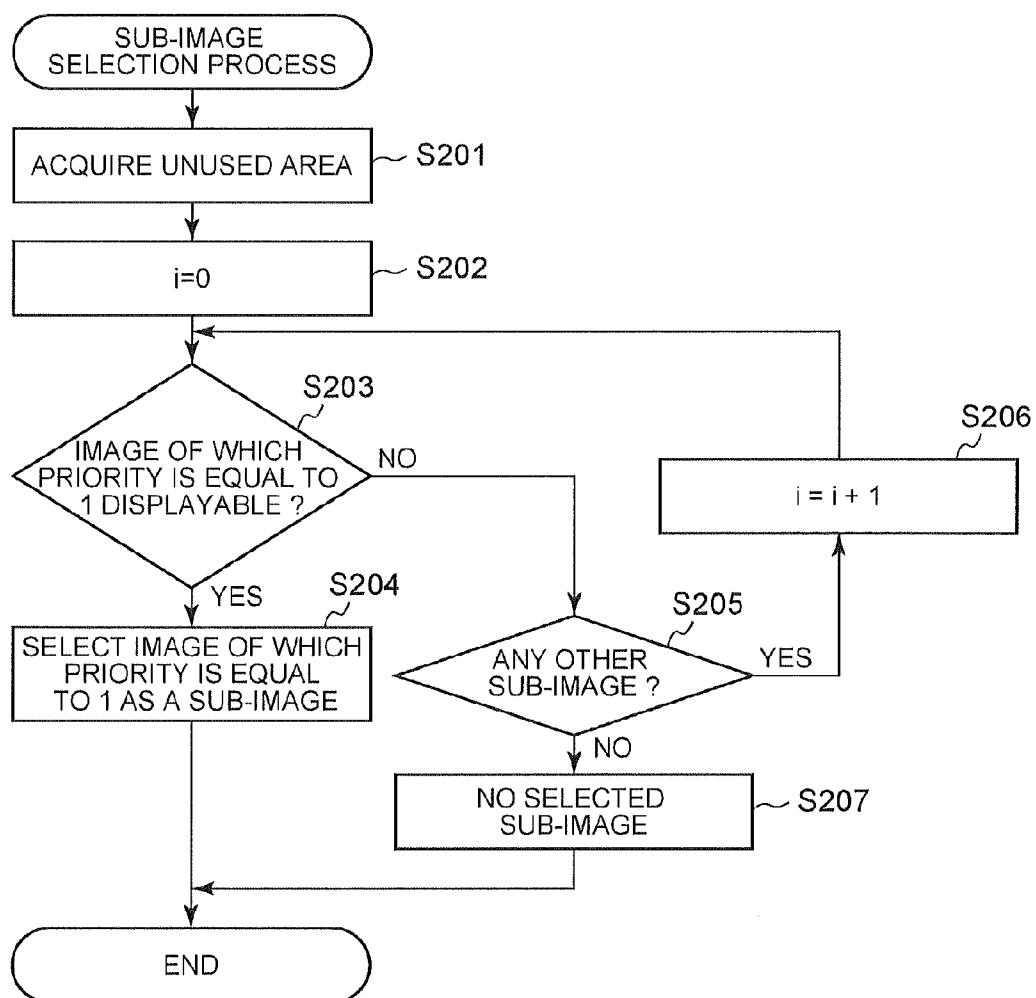 SUB-IMAGE
SELECTION PROCESS
ACQUIRE UNUSED AREA
S201
i=0
S202
S203
IMAGE OF WHICH
PRIORITY IS EQUAL TO
1 DISPLAYABLE ?
NO
YES
S204
SELECT IMAGE OF WHICH
PRIORITY IS EQUAL
TO 1 AS A SUB-IMAGE
S205
ANY OTHER
SUB-IMAGE ?
YES
S206
i = i + 1
NO
NO SELECTED
SUB-IMAGE
S207
END